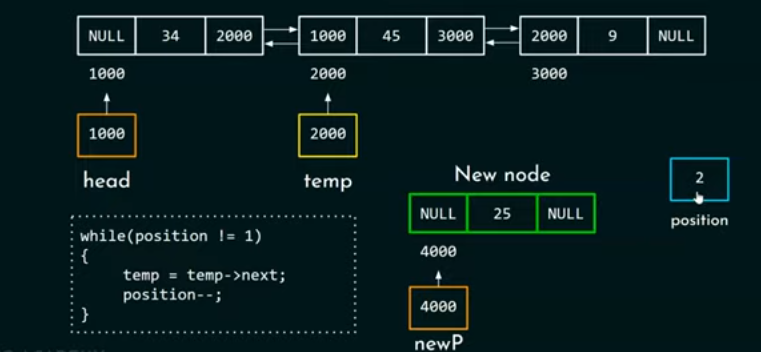 NULL 34 2000 1000 45 3000 2000 9 NULL
1000 2000 3000
1000 2000
head temp
New node
NULL 25 NULL
4000
4000
newP
2
position
while(position != 1)
{
temp = temp->next;
position--;
}